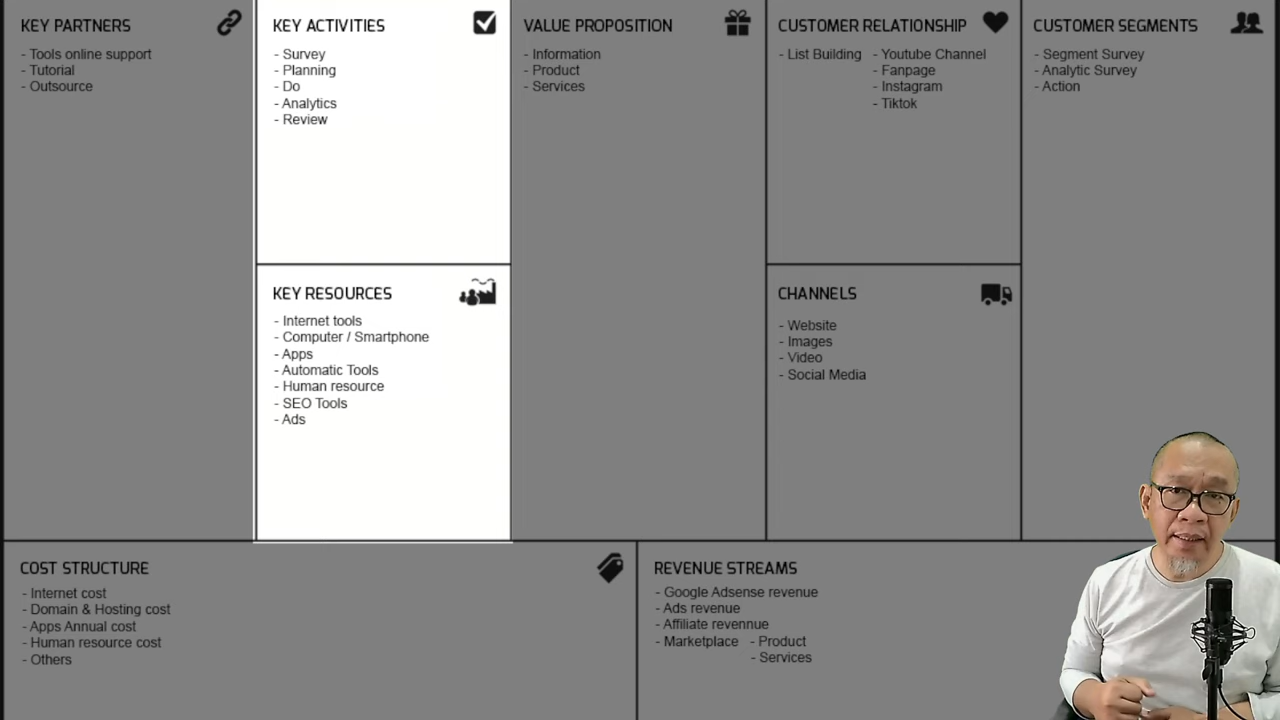 KEY PARTNERS
- Tools online support
- Tutorial
- Outsource
KEY ACTIVITIES
- Survey
- Planning
- Do
- Analytics
- Review
KEY RESOURCES
- Internet tools
- Computer / Smartphone
- Apps
- Automatic Tools
- Human resource
- SEO Tools
- Ads
VALUE PROPOSITION
- Information
- Product
- Services
CUSTOMER RELATIONSHIP
- List Building - Youtube Channel
- Fanpage
- Instagram
- Tiktok
CHANNELS
- Website
- Images
- Video
- Social Media
CUSTOMER SEGMENTS
- Segment Survey
- Analytic Survey
- Action
COST STRUCTURE
- Internet cost
- Domain & Hosting cost
- Apps Annual cost
- Human resource cost
- Others
REVENUE STREAMS
- Google Adsense revenue
- Ads revenue
- Affiliate revennue
- Marketplace - Product
- Services